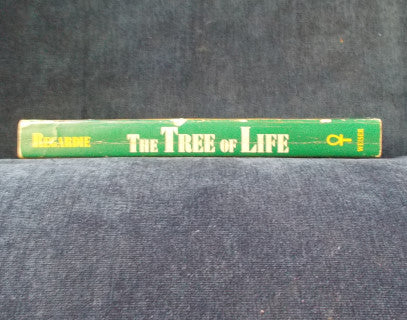 REGARDIE
THE TREE OF LIFE
WEISER